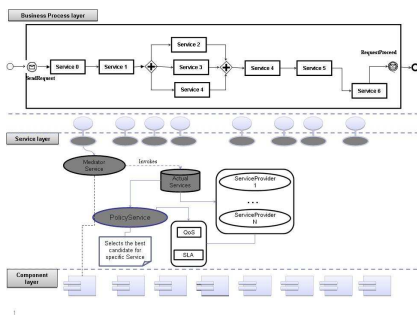 Business Process layer
Service 2
RequestProceed
Service 0
Service 1
Service 3
Service 4
Service 5
SendRequest
Service 4
Service 6
Service layer
Mediator
Service
Invokes
Actual
Services
ServiceProvider
1
...
ServiceProvider
N
PolicyService
QoS
SLA
Selects the best
candidate for
specific Service
Component
layer
1